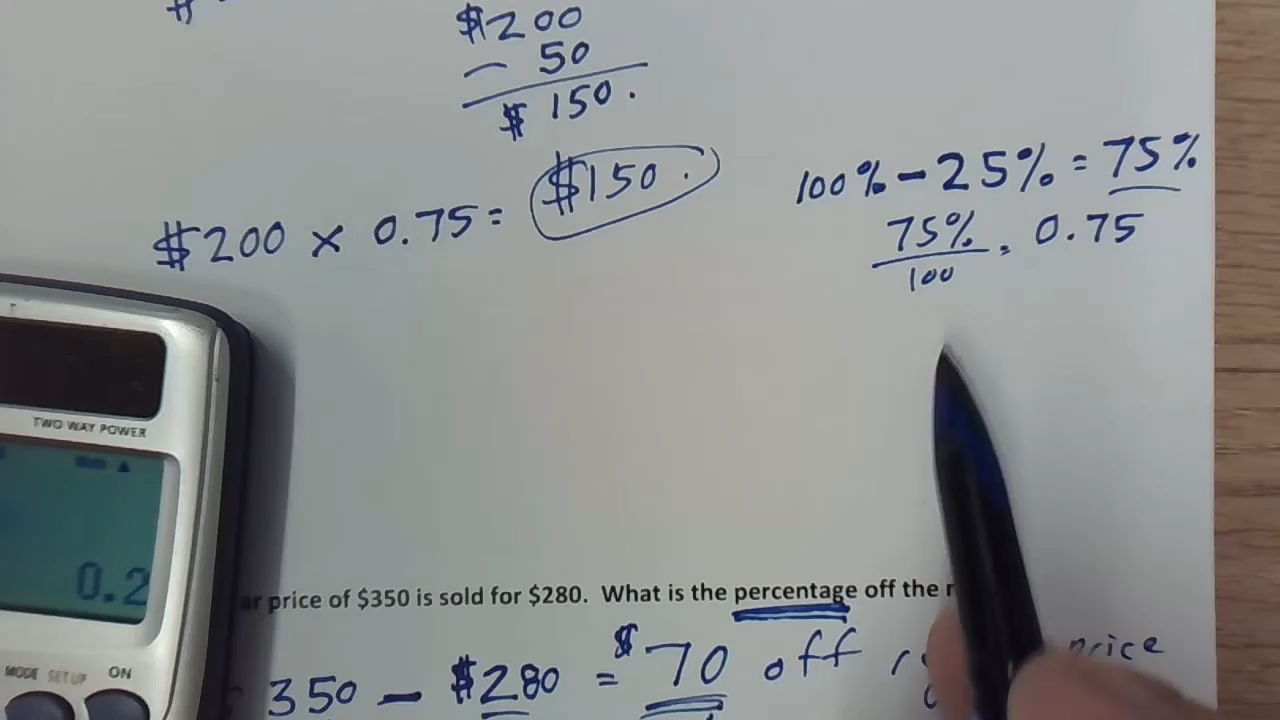 $
$200
- 50
$ 150.
100% - 25% = 75%
$200 x 0.75 = $150.
75%
100
= 0.75
TWO WAY POWER
0.2
ar price of $350 is sold for $280. What is the percentage off the
350 - $280 = $70 off price
MODE SETUP ON